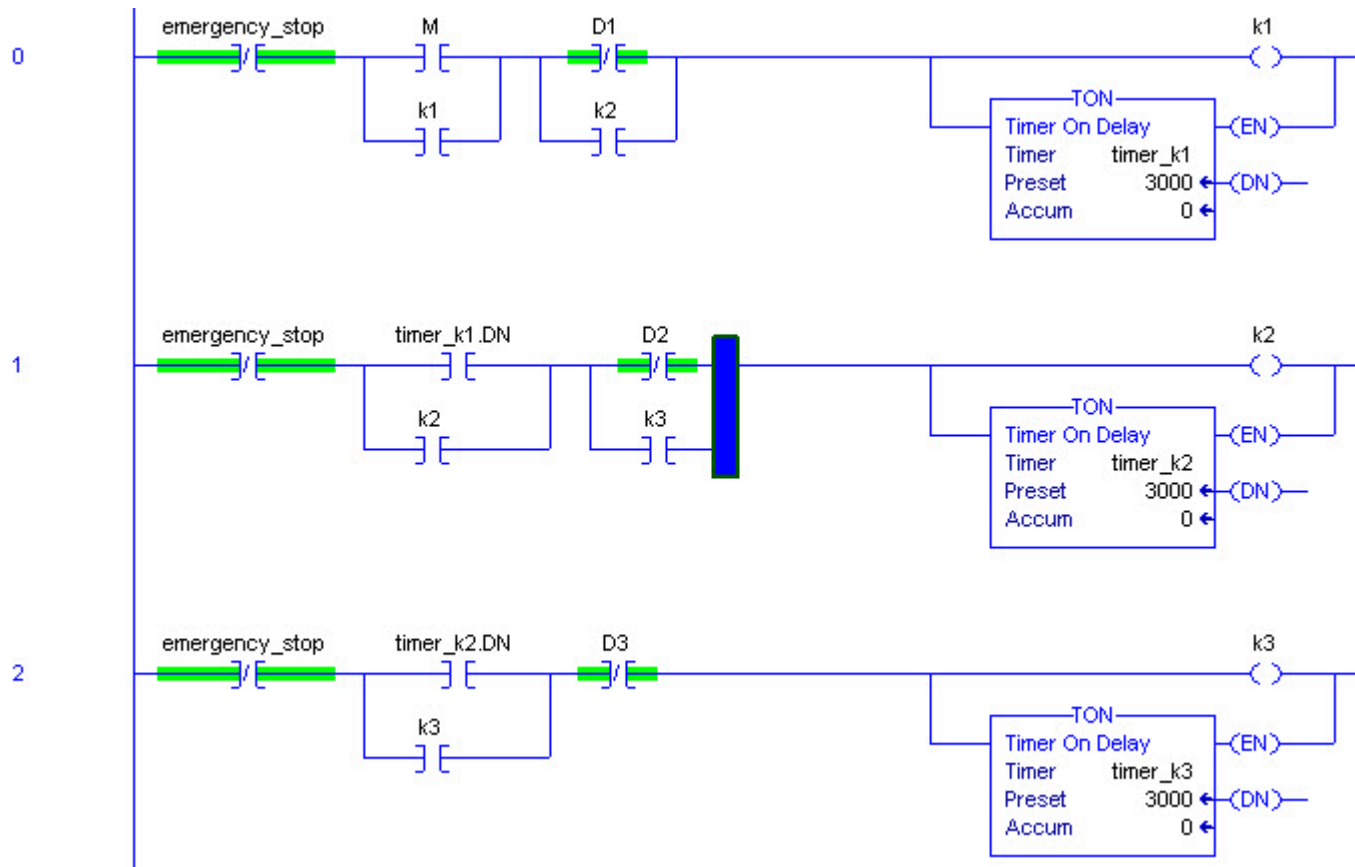 emergency_stop M D1 k1
0
k1 k2
TON
Timer On Delay (EN)
Timer timer_k1
Preset 3000 (DN)
Accum 0
emergency_stop timer_k1.DN D2 k2
1
k2 k3
TON
Timer On Delay (EN)
Timer timer_k2
Preset 3000 (DN)
Accum 0
emergency_stop timer_k2.DN D3 k3
2
k3
TON
Timer On Delay (EN)
Timer timer_k3
Preset 3000 (DN)
Accum 0